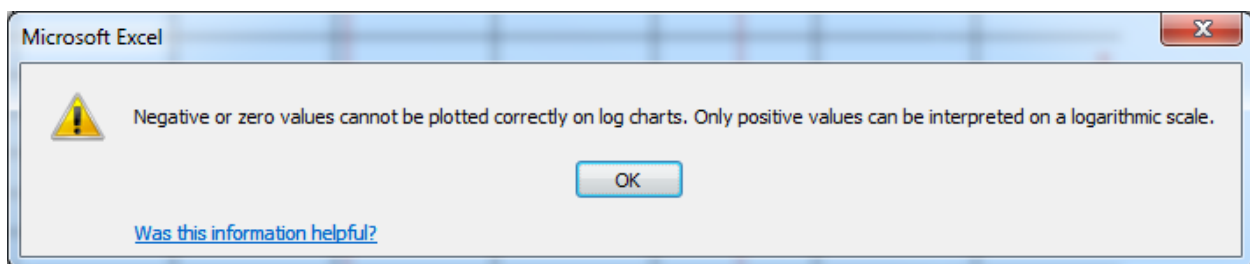 Microsoft Excel
Negative or zero values cannot be plotted correctly on log charts. Only positive values can be interpreted on a logarithmic scale.
OK
Was this information helpful?